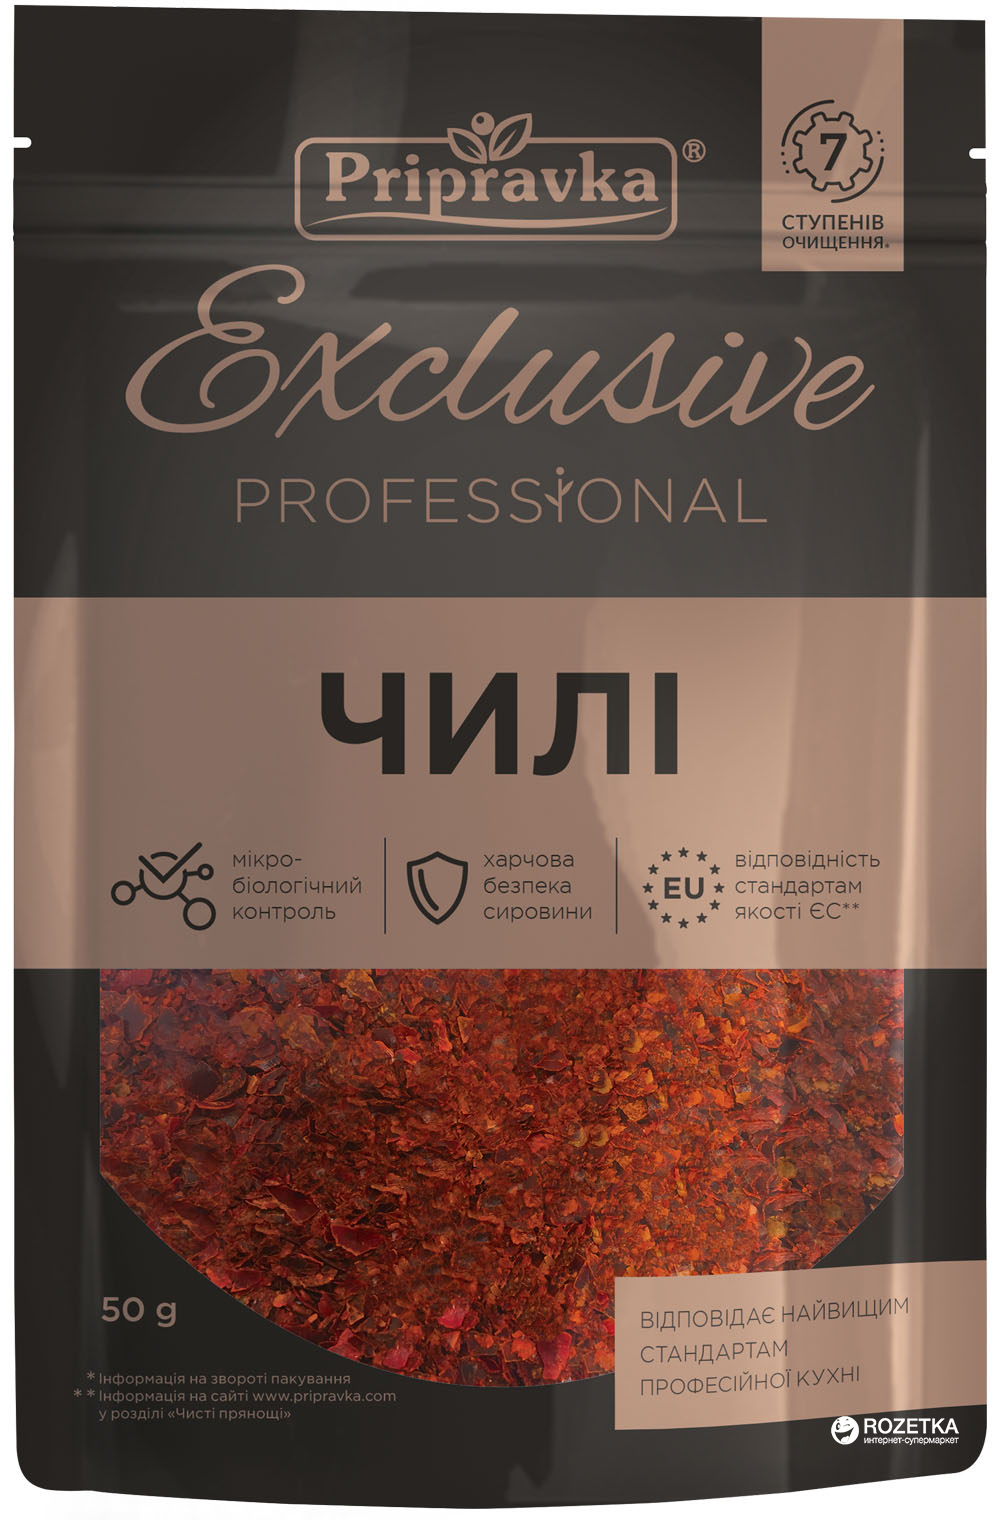 Pripravka®
7
СТУПЕНІВ
ОЧИЩЕННЯ*
Exclusive
PROFESSIONAL
ЧИЛІ
мікро-
біологічний
контроль
харчова
безпека
сировини
EU
відповідність
стандартам
якості ЄС**
50 g
ВІДПОВІДАЄ НАЙВИЩИМ
СТАНДАРТАМ
ПРОФЕСІЙНОЇ КУХНІ
* Інформація на звороті пакування
** Інформація на сайті www.pripravka.com
у розділі «Чисті прянощі»
ROZETKA
интернет-супермаркет